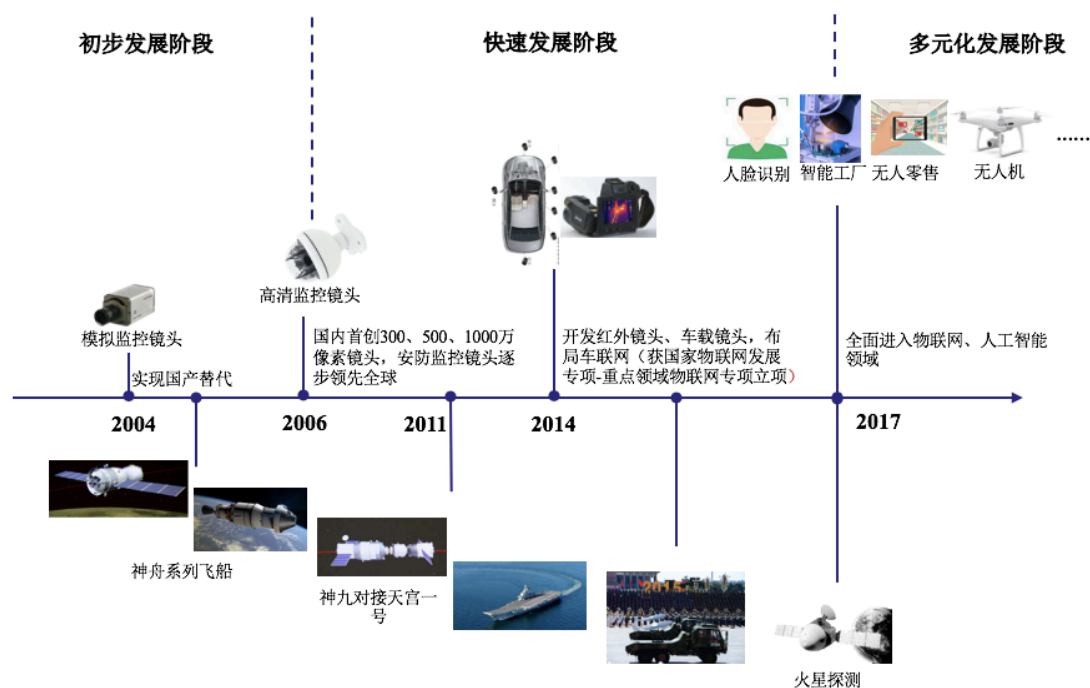 初步发展阶段
快速发展阶段
多元化发展阶段
人脸识别
智能工厂
无人零售
无人机
……
模拟监控镜头
高清监控镜头
实现国产替代
国内首创300、500、1000万
像素镜头，安防监控镜头逐
步领先全球
开发红外镜头、车载镜头，布
局车联网（获国家物联网发展
专项-重点领域物联网专项立项）
全面进入物联网、人工智能
领域
2004
2006
2011
2014
2017
神舟系列飞船
神九对接天宫一
号
2015
火星探测